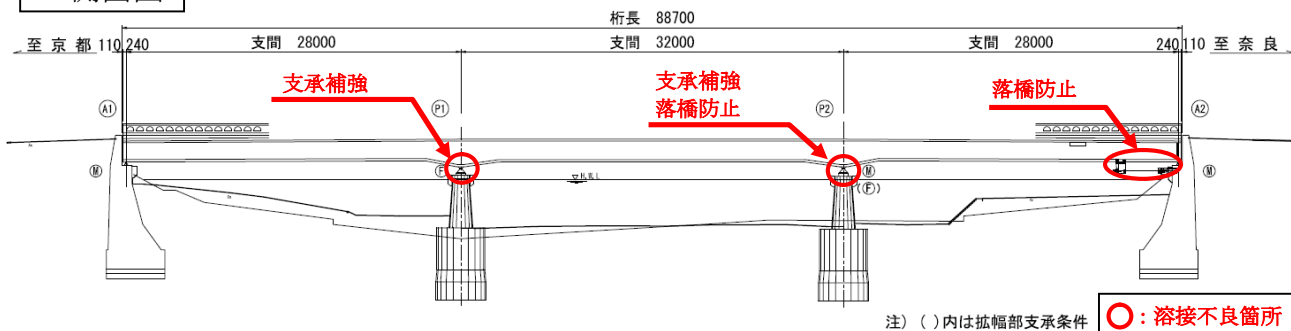 桁長 88700
至京都 110 240 支間 28000 支間 32000 支間 28000 240 110 至奈良
支承補強
支承補強
落橋防止
落橋防止
A1 P1 P2 A2
M F H.W.L M M
(F)
注) ( )内は拡幅部支承条件
○：溶接不良箇所